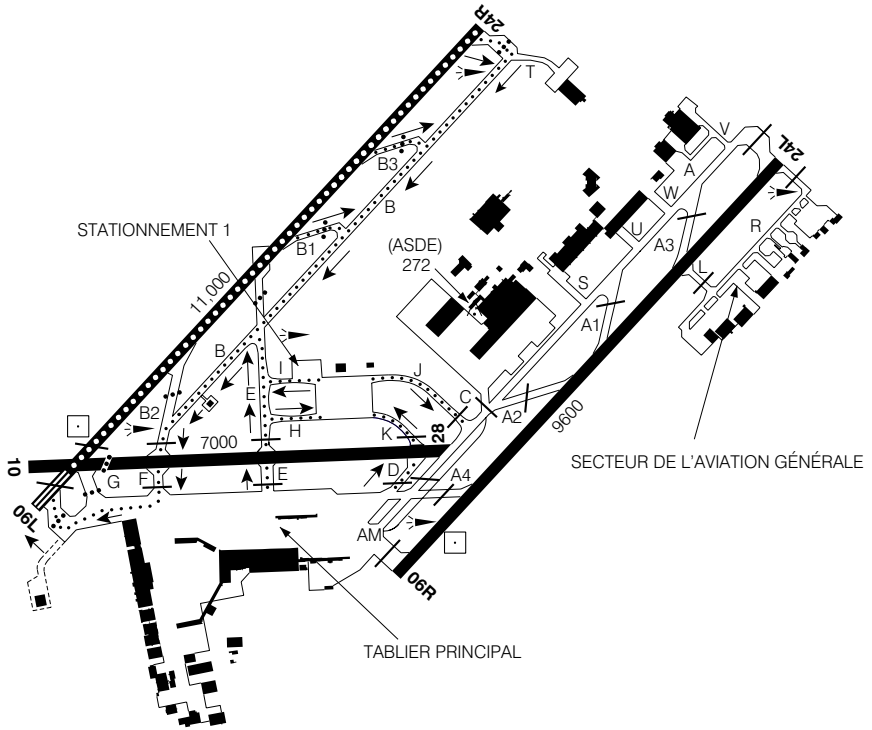 24R
T
V
24L
B3
A
B
W
R
STATIONNEMENT 1
U
A3
B1
(ASDE)
272
L
S
11,000
A1
B
I
J
E
C
A2
B2
9600
H
K
7000
28
10
SECTEUR DE L'AVIATION GÉNÉRALE
F
E
D
A4
G
06L
AM
06R
TABLIER PRINCIPAL